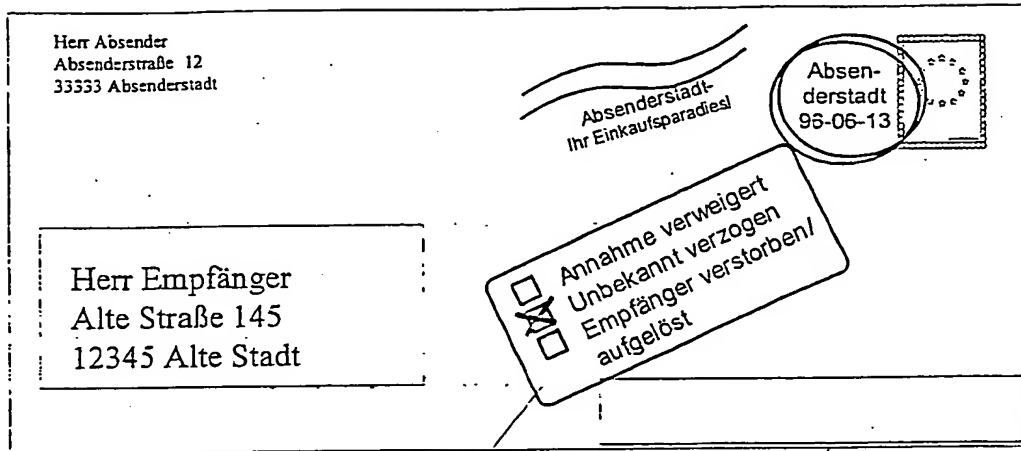 Herr Absender
Absenderstraße 12
33333 Absenderstadt
Absenderstadt-
Ihr Einkaufsparadies!
Absen-
derstadt
96-06-13
Annahme verweigert
Unbekannt verzogen
Empfänger verstorben/
aufgelöst
Herr Empfänger
Alte Straße 145
12345 Alte Stadt